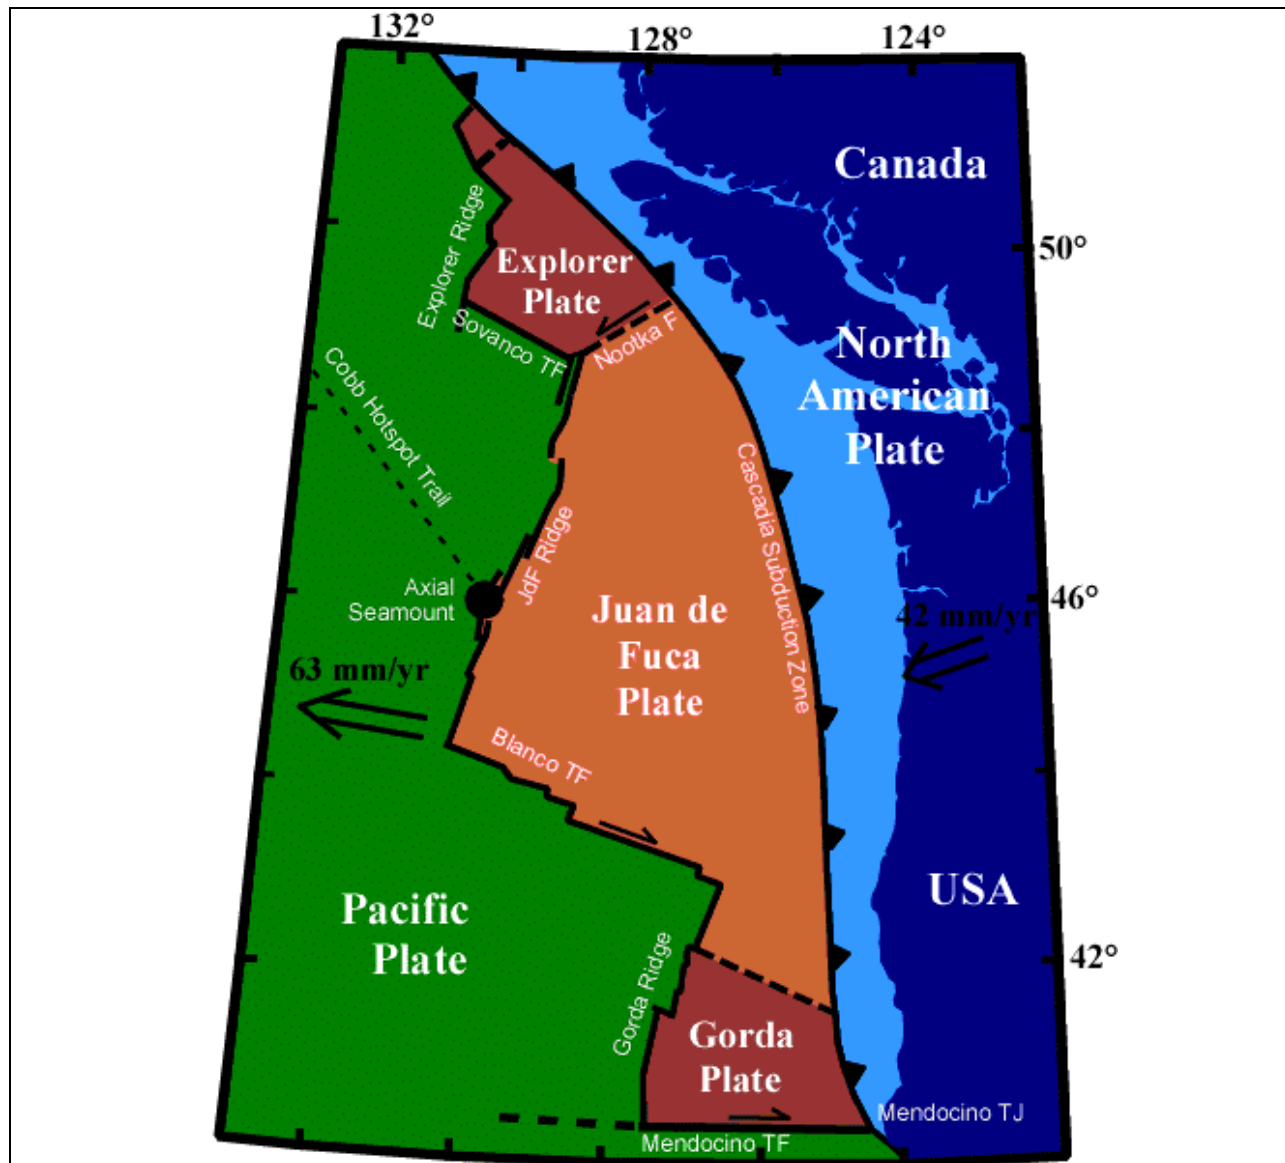 132°
128°
124°
Canada
50°
Explorer Ridge
Explorer
Plate
Sovanco TF
Nootka F
North
American
Plate
Cobb Hotspot Trail
Cascadia Subduction Zone
JdF Ridge
Axial
Seamount
Juan de
Fuca
Plate
46°
42 mm/yr
63 mm/yr
Blanco TF
Pacific
Plate
USA
42°
Gorda Ridge
Gorda
Plate
Mendocino TJ
Mendocino TF